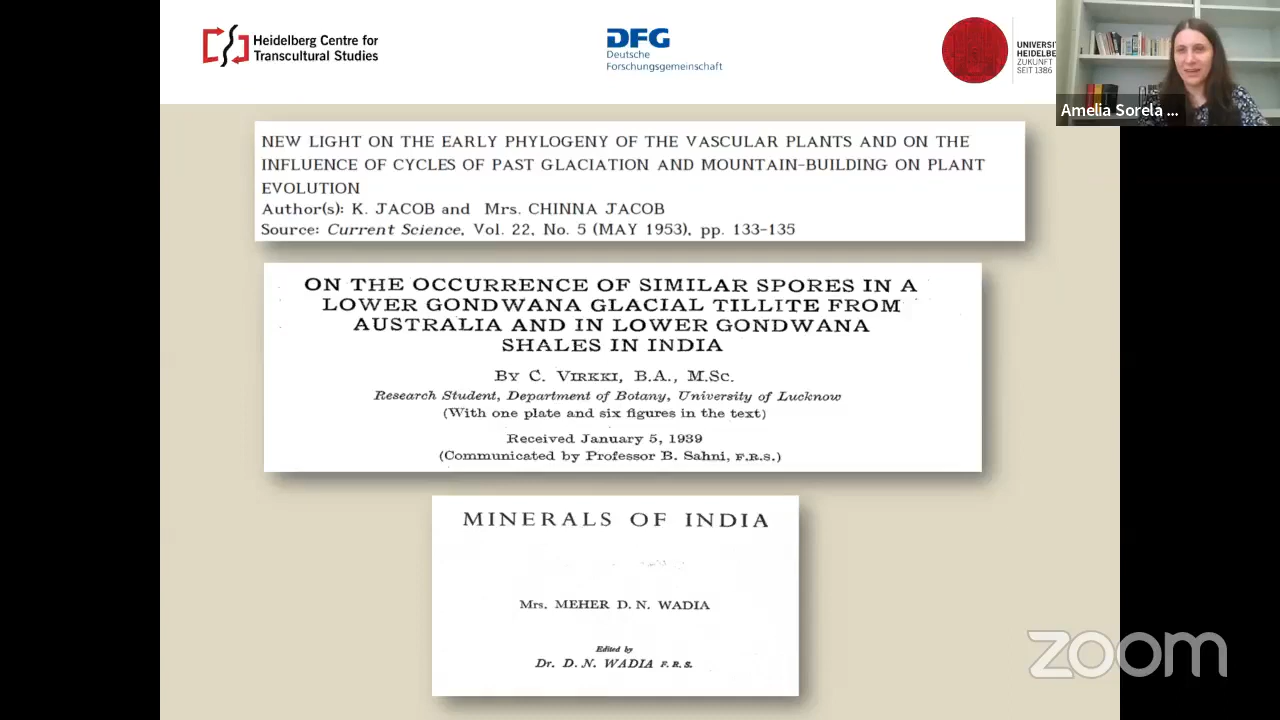 Heidelberg Centre for
Transcultural Studies
DFG
Deutsche
Forschungsgemeinschaft
UNIVERSI
HEIDELBE
ZUKUNFT
SEIT 1386
Amelia Sorela ...
NEW LIGHT ON THE EARLY PHYLOGENY OF THE VASCULAR PLANTS AND ON THE
INFLUENCE OF CYCLES OF PAST GLACIATION AND MOUNTAIN-BUILDING ON PLANT
EVOLUTION
Author(s): K. JACOB and Mrs. CHINNA JACOB
Source: Current Science, Vol. 22, No. 5 (MAY 1953), pp. 133-135
ON THE OCCURRENCE OF SIMILAR SPORES IN A
LOWER GONDWANA GLACIAL TILLITE FROM
AUSTRALIA AND IN LOWER GONDWANA
SHALES IN INDIA
By C. VIRKKI, B.A., M.Sc.
Research Student, Department of Botany, University of Lucknow
(With one plate and six figures in the text)
Received January 5, 1939
(Communicated by Professor B. Sahni, F.R.S.)
MINERALS OF INDIA
Mrs. MEHER D. N. WADIA
Edited by
Dr. D. N. WADIA F.R.S.
zoom